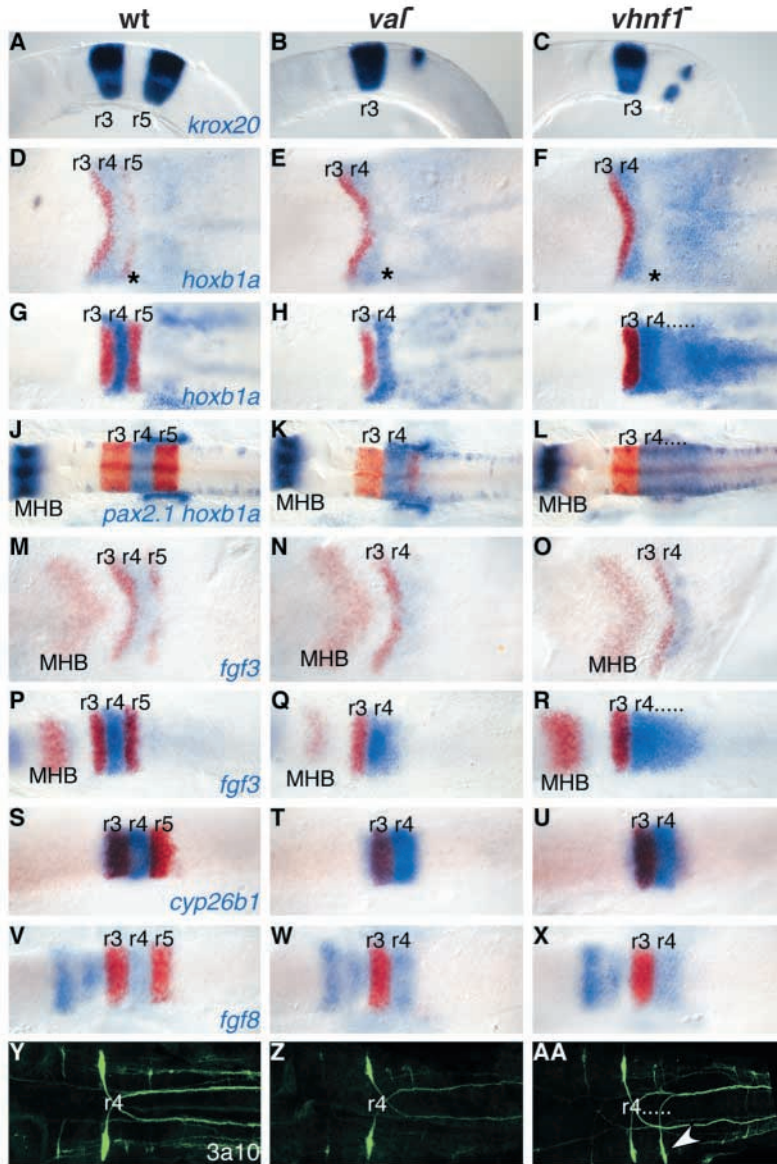 wt val- vhnf1-
A B C
r3 r5 r3 r3
krox20
D E F
r3 r4 r5 r3 r4 r3 r4
* * *
hoxb1a
G H I
r3 r4 r5 r3 r4 r3 r4.....
hoxb1a
J K L
r3 r4 r5 r3 r4 r3 r4....
MHB MHB MHB
pax2.1 hoxb1a
M N O
r3 r4 r5 r3 r4 r3 r4
MHB MHB MHB
fgf3
P Q R
r3 r4 r5 r3 r4 r3 r4.....
MHB MHB MHB
fgf3
S T U
r3 r4 r5 r3 r4 r3 r4
cyp26b1
V W X
r3 r4 r5 r3 r4 r3 r4
fgf8
Y Z AA
r4 r4 r4.....
3a10